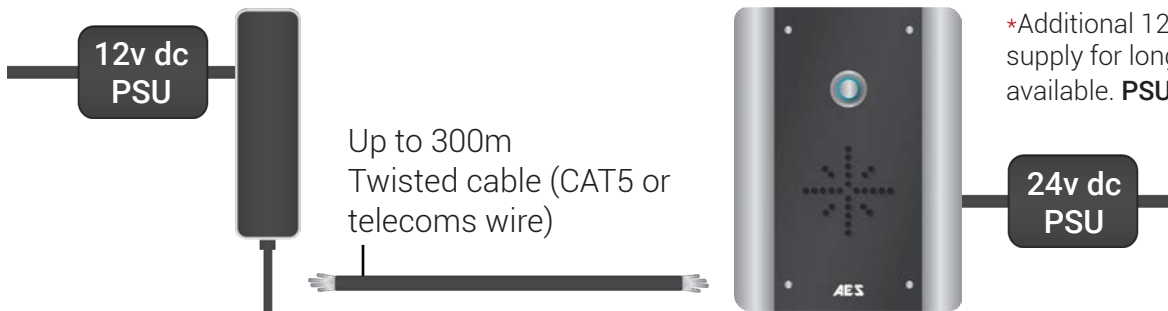 12v dc
PSU
Up to 300m
Twisted cable (CAT5 or
telecoms wire)
AES
*Additional 12
supply for long
available. PSU
24v dc
PSU